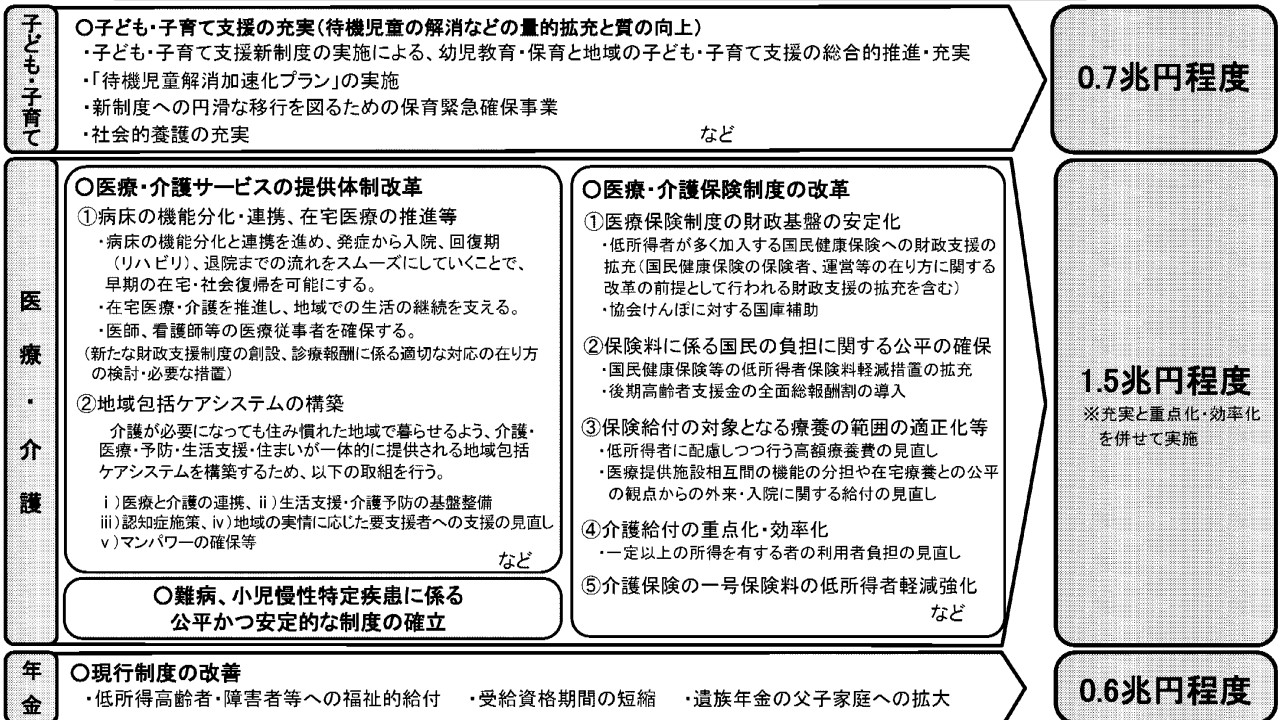 子ども・子育て
○子ども・子育て支援の充実(待機児童の解消などの量的拡充と質の向上)
・子ども・子育て支援新制度の実施による、幼児教育・保育と地域の子ども・子育て支援の総合的推進・充実
・「待機児童解消加速化プラン」の実施
・新制度への円滑な移行を図るための保育緊急確保事業
・社会的養護の充実 など
0.7兆円程度
医療・介護
○医療・介護サービスの提供体制改革
①病床の機能分化・連携、在宅医療の推進等
・病床の機能分化と連携を進め、発症から入院、回復期
(リハビリ)、退院までの流れをスムーズにしていくことで、
早期の在宅・社会復帰を可能にする。
・在宅医療・介護を推進し、地域での生活の継続を支える。
・医師、看護師等の医療従事者を確保する。
(新たな財政支援制度の創設、診療報酬に係る適切な対応の在り方
の検討・必要な措置)
②地域包括ケアシステムの構築
介護が必要になっても住み慣れた地域で暮らせるよう、介護・
医療・予防・生活支援・住まいが一体的に提供される地域包括
ケアシステムを構築するため、以下の取組を行う。
ⅰ)医療と介護の連携、ⅱ)生活支援・介護予防の基盤整備
ⅲ)認知症施策、ⅳ)地域の実情に応じた要支援者への支援の見直し
ⅴ)マンパワーの確保等
など
○難病、小児慢性特定疾患に係る
公平かつ安定的な制度の確立
○医療・介護保険制度の改革
①医療保険制度の財政基盤の安定化
・低所得者が多く加入する国民健康保険への財政支援の
拡充(国民健康保険の保険者、運営等の在り方に関する
改革の前提として行われる財政支援の拡充を含む)
・協会けんぽに対する国庫補助
②保険料に係る国民の負担に関する公平の確保
・国民健康保険等の低所得者保険料軽減措置の拡充
・後期高齢者支援金の全面総報酬割の導入
③保険給付の対象となる療養の範囲の適正化等
・低所得者に配慮しつつ行う高額療養費の見直し
・医療提供施設相互間の機能の分担や在宅療養との公平
の観点からの外来・入院に関する給付の見直し
④介護給付の重点化・効率化
・一定以上の所得を有する者の利用者負担の見直し
⑤介護保険の一号保険料の低所得者軽減強化
など
1.5兆円程度
※充実と重点化・効率化
を併せて実施
年金
○現行制度の改善
・低所得高齢者・障害者等への福祉的給付 ・受給資格期間の短縮 ・遺族年金の父子家庭への拡大
0.6兆円程度